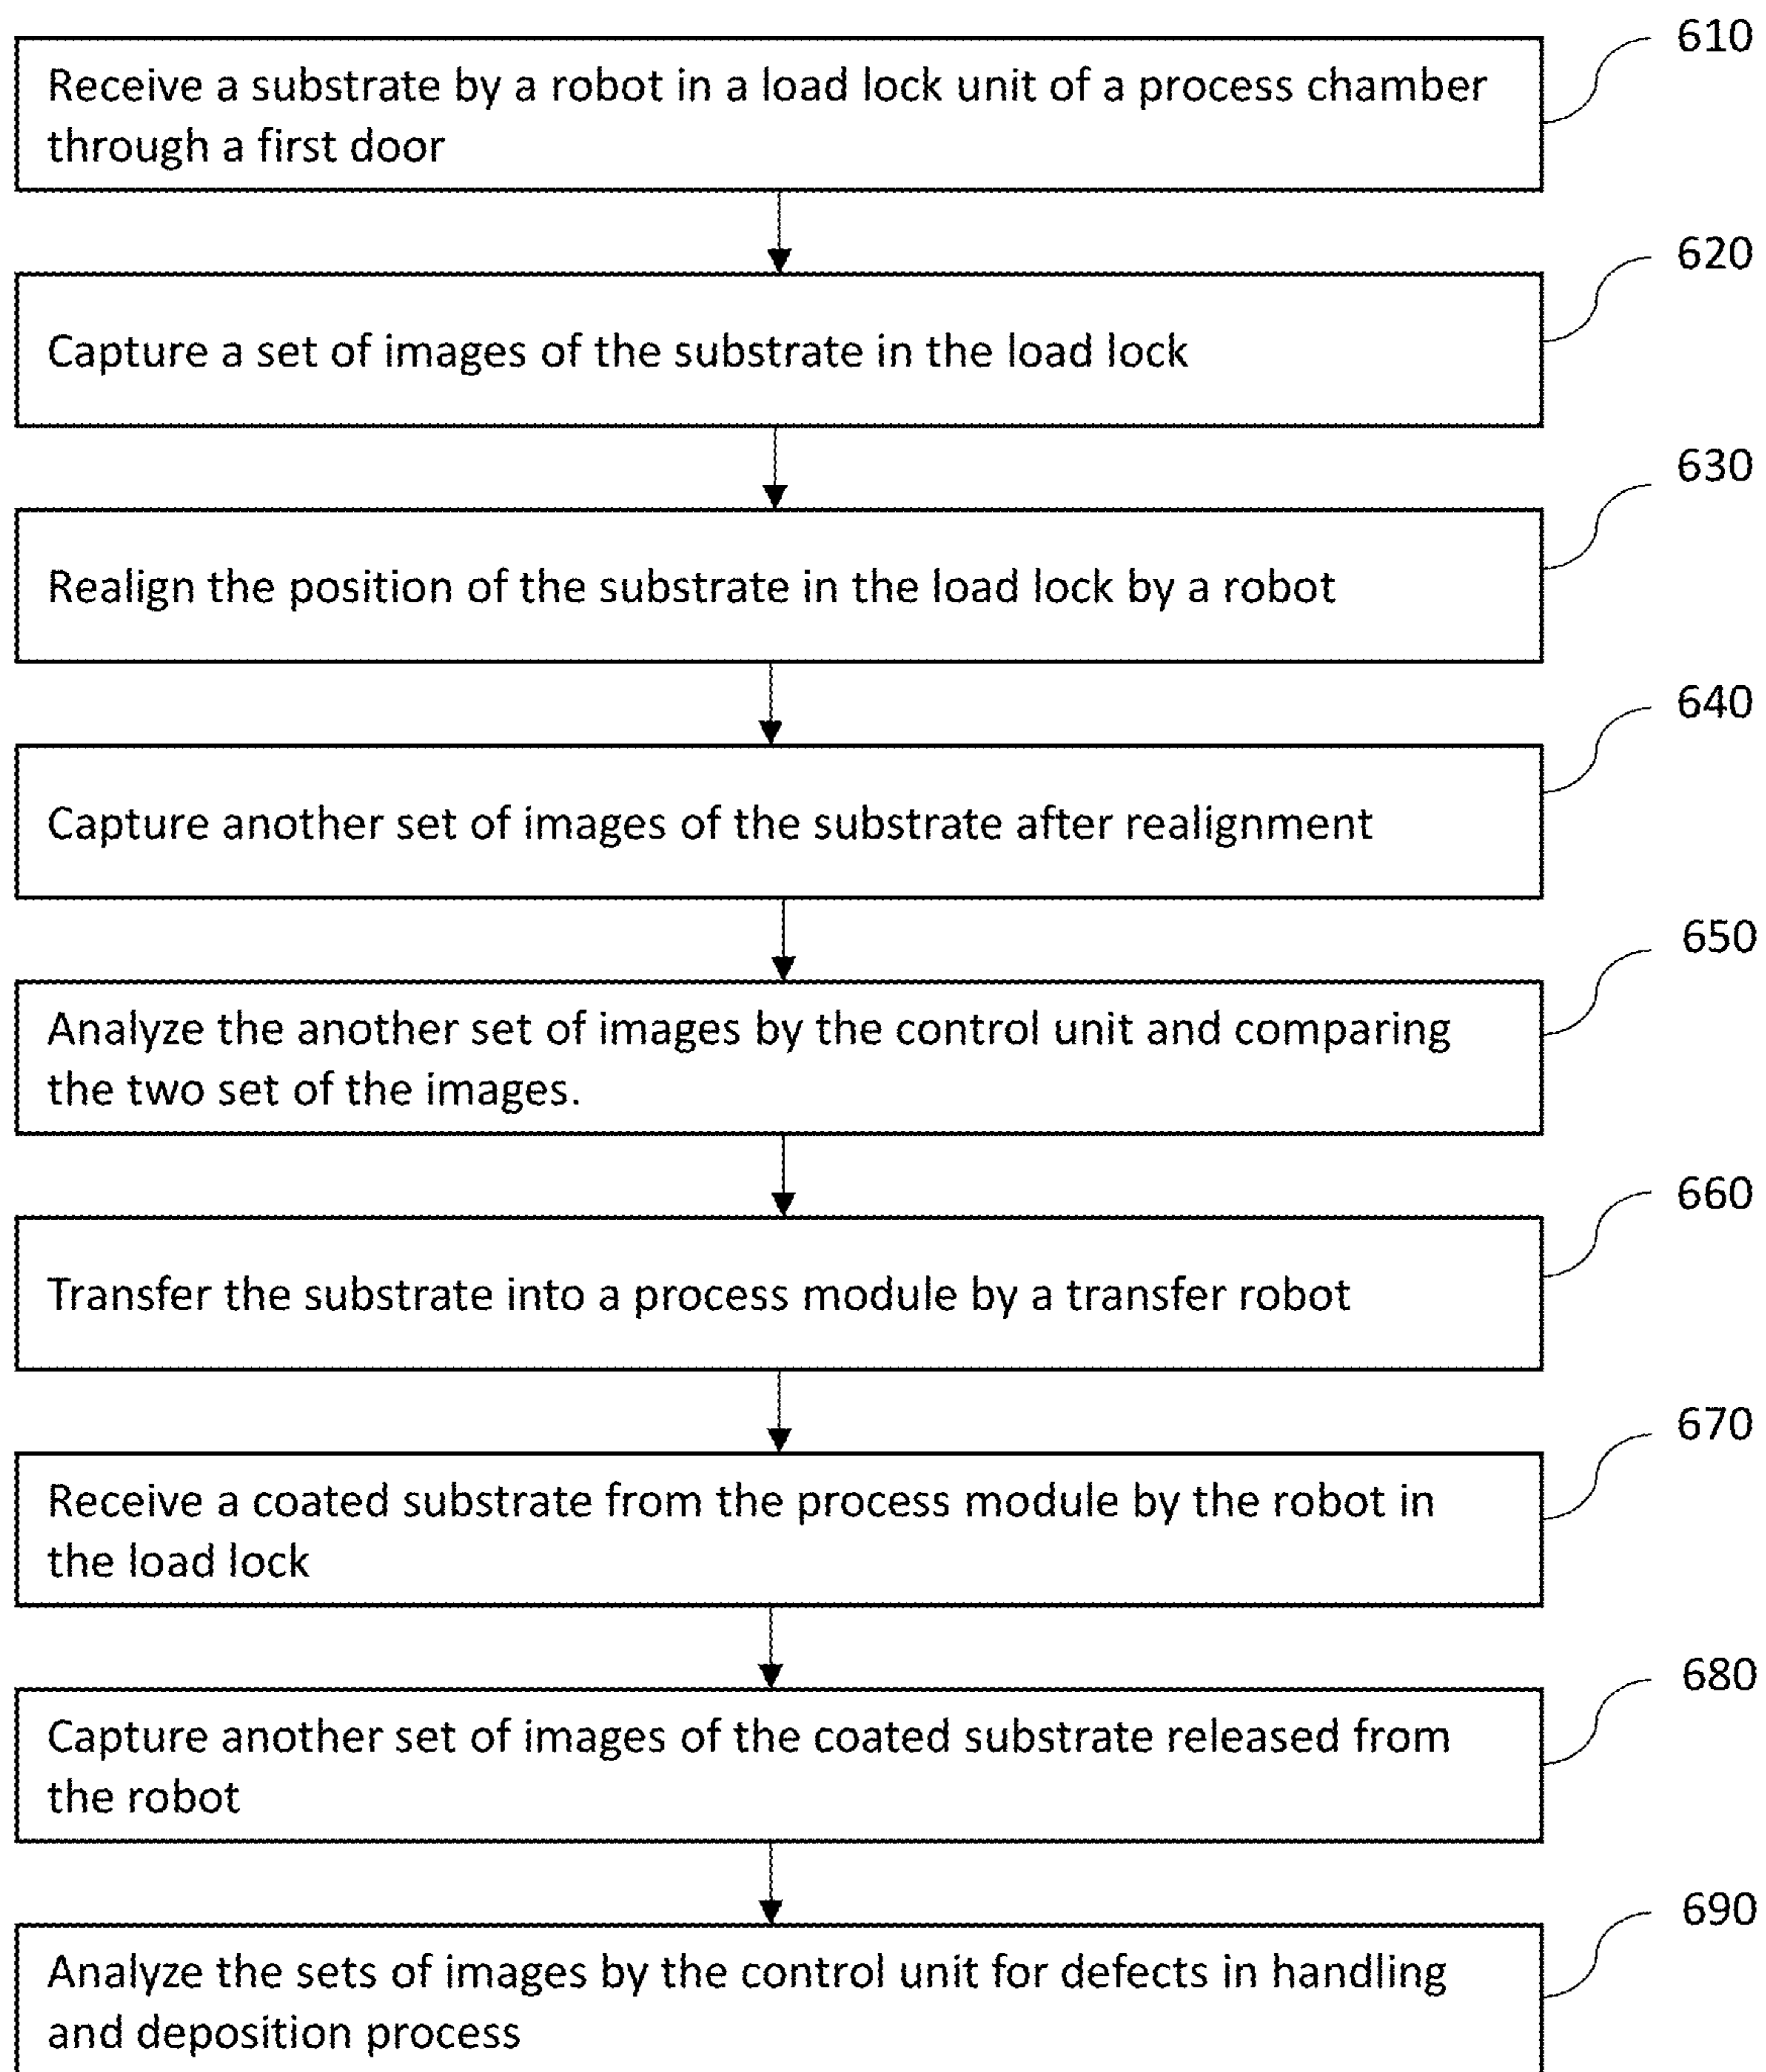 610
Receive a substrate by a robot in a load lock unit of a process chamber
through a first door
620
Capture a set of images of the substrate in the load lock
630
Realign the position of the substrate in the load lock by a robot
640
Capture another set of images of the substrate after realignment
650
Analyze the another set of images by the control unit and comparing
the two set of the images.
660
Transfer the substrate into a process module by a transfer robot
670
Receive a coated substrate from the process module by the robot in
the load lock
680
Capture another set of images of the coated substrate released from
the robot
690
Analyze the sets of images by the control unit for defects in handling
and deposition process